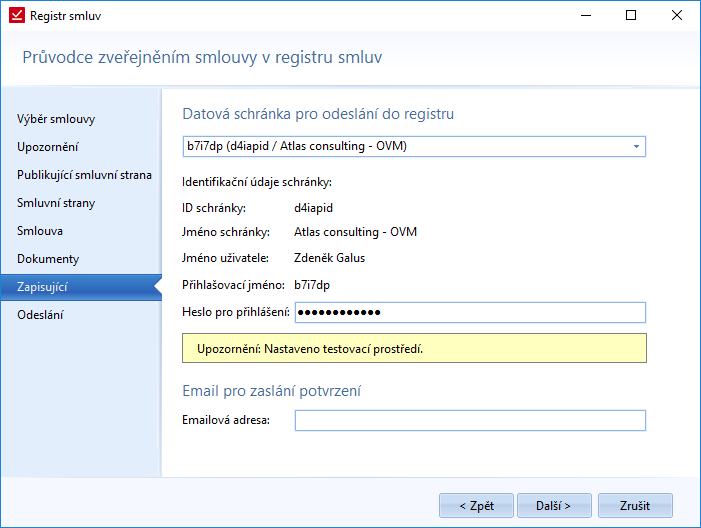 Registr smluv
Průvodce zveřejněním smlouvy v registru smluv
Výběr smlouvy
Upozornění
Publikující smluvní strana
Smluvní strany
Smlouva
Dokumenty
Zapisující
Odeslání
Datová schránka pro odeslání do registru
b7i7dp (d4iapid / Atlas consulting - OVM)
Identifikační údaje schránky:
ID schránky: d4iapid
Jméno schránky: Atlas consulting - OVM
Jméno uživatele: Zdeněk Galus
Přihlašovací jméno: b7i7dp
Heslo pro přihlášení: ●●●●●●●●●●●●
Upozornění: Nastaveno testovací prostředí.
Email pro zaslání potvrzení
Emailová adresa:
< Zpět Další > Zrušit